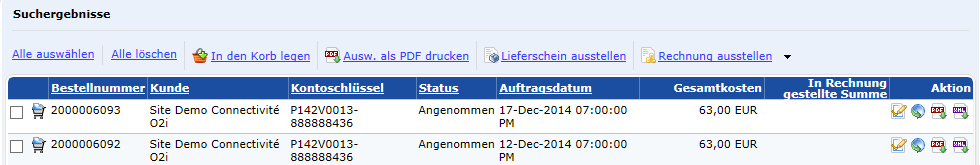 Suchergebnisse
Alle auswählen Alle löschen In den Korb legen Ausw. als PDF drucken Lieferschein ausstellen Rechnung ausstellen
Bestellnummer Kunde Kontoschlüssel Status Auftragsdatum Gesamtkosten In Rechnung gestellte Summe Aktion
2000006093 Site Demo Connectivité P142V0013- Angenommen 17-Dec-2014 07:00:00 63,00 EUR
O2i 888888436 PM
2000006092 Site Demo Connectivité P142V0013- Angenommen 12-Dec-2014 07:00:00 63,00 EUR
O2i 888888436 PM